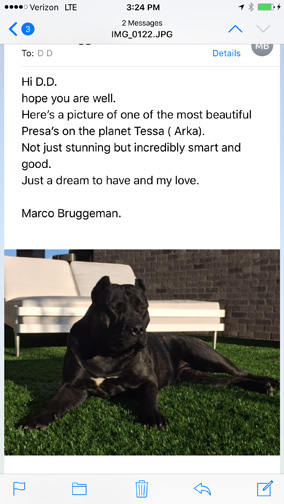 Verizon LTE 3:24 PM
3 2 Messages
IMG_0122.JPG
To: D D Details MB
Hi D.D.
hope you are well.
Here's a picture of one of the most beautiful
Presa's on the planet Tessa ( Arka).
Not just stunning but incredibly smart and
good.
Just a dream to have and my love.
Marco Bruggeman.